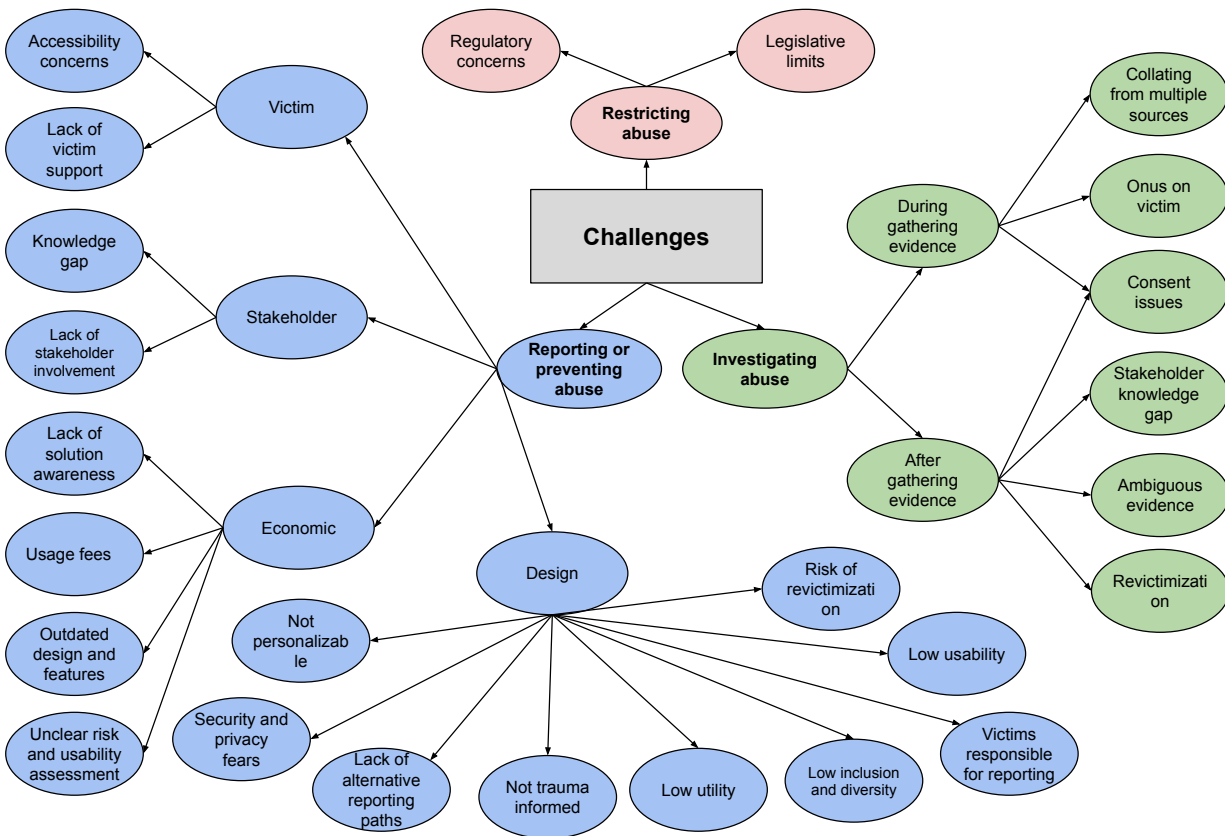 Accessibility
concerns
Victim
Lack of
victim
support
Regulatory
concerns
Legislative
limits
Restricting
abuse
Challenges
Knowledge
gap
Stakeholder
Lack of
stakeholder
involvement
Reporting or
preventing
abuse
Investigating
abuse
During
gathering
evidence
Collating
from multiple
sources
Onus on
victim
Consent
issues
After
gathering
evidence
Stakeholder
knowledge
gap
Ambiguous
evidence
Revictimizati
on
Lack of
solution
awareness
Economic
Usage fees
Outdated
design and
features
Unclear risk
and usability
assessment
Design
Risk of
revictimizati
on
Not
personalizab
le
Low usability
Security and
privacy
fears
Lack of
alternative
reporting
paths
Not trauma
informed
Low utility
Low inclusion
and diversity
Victims
responsible
for reporting